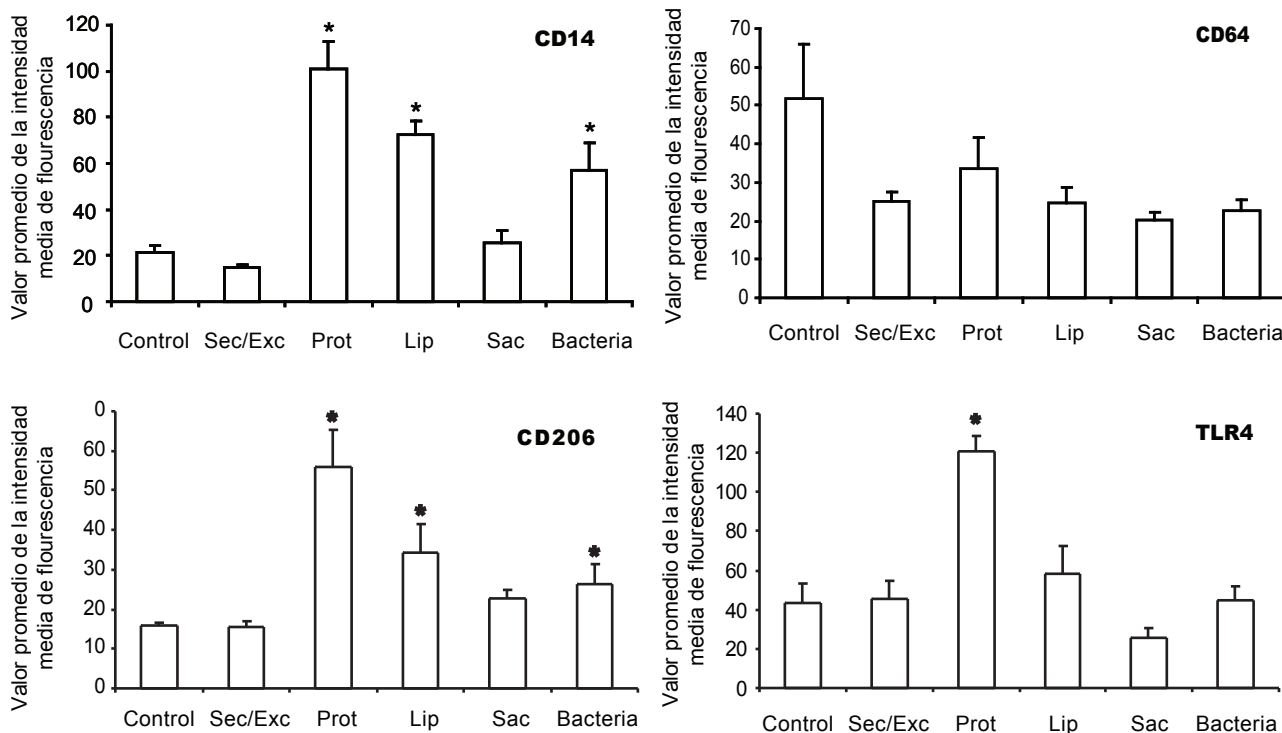 CD14
Valor promedio de la intensidad
media de flourescencia
120
100
80
60
40
20
0
*
*
*
Control Sec/Exc Prot Lip Sac Bacteria
CD64
Valor promedio de la intensidad
media de flourescencia
70
60
50
40
30
20
10
0
Control Sec/Exc Prot Lip Sac Bacteria
CD206
Valor promedio de la intensidad
media de flourescencia
0
60
50
40
30
20
10
0
*
*
*
Control Sec/Exc Prot Lip Sac Bacteria
TLR4
Valor promedio de la intensidad
media de flourescencia
140
120
100
80
60
40
20
0
*
Control Sec/Exc Prot Lip Sac Bacteria